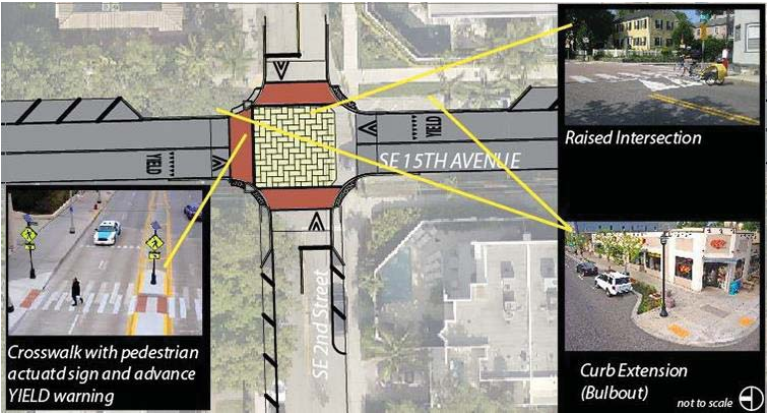 Raised Intersection
YIELD
SE 15TH AVENUE
YIELD
SE 2nd Street
Crosswalk with pedestrian
actuatd sign and advance
YIELD warning
Curb Extension
(Bulbout)
not to scale